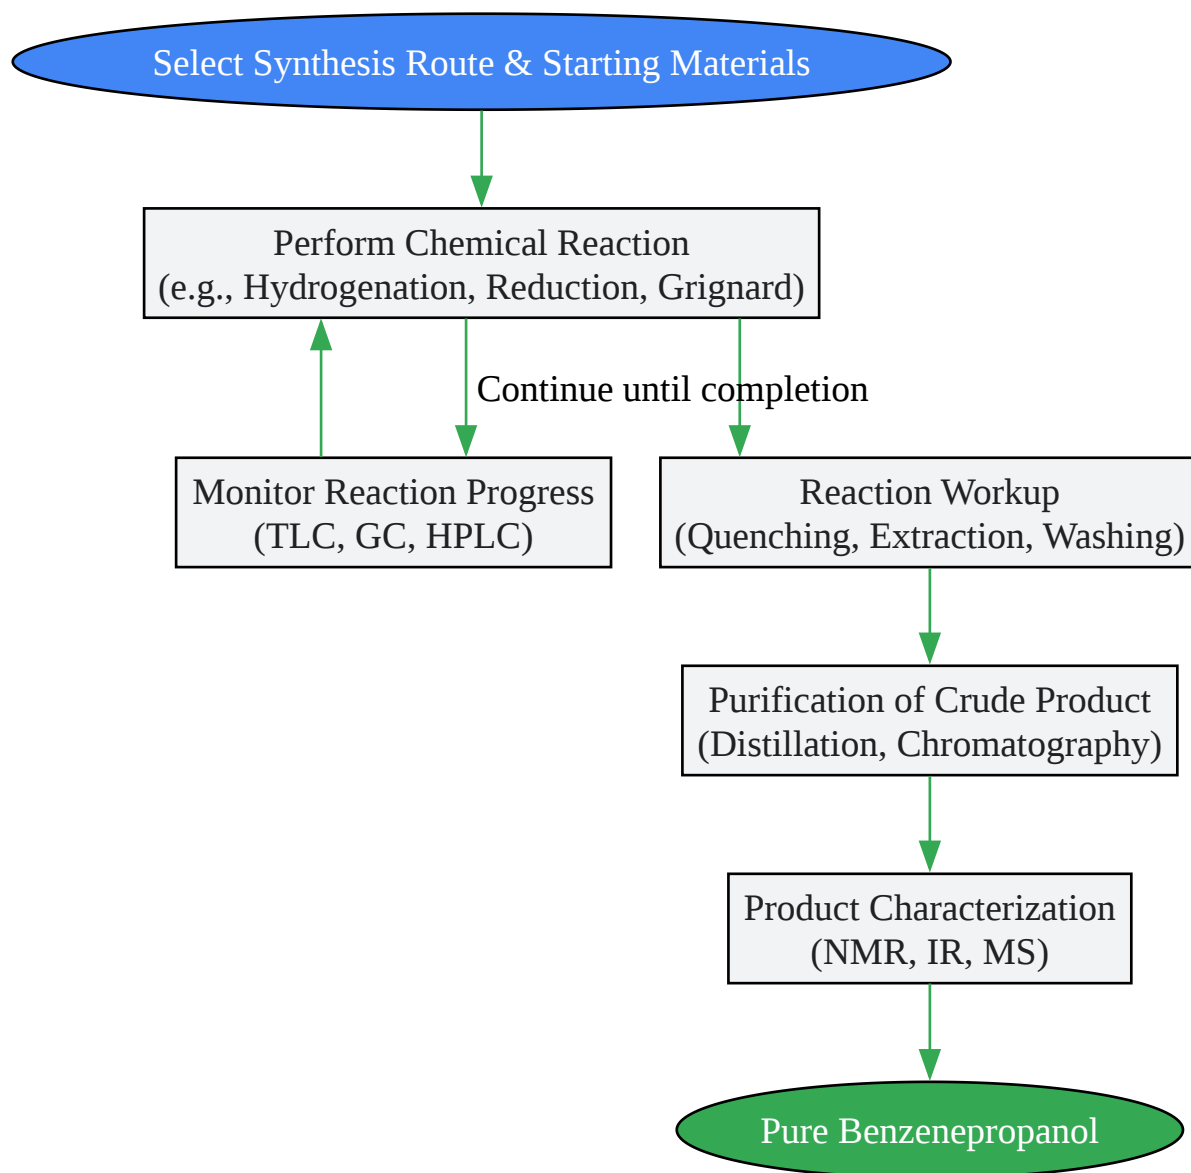 Select Synthesis Route & Starting Materials
Perform Chemical Reaction
(e.g., Hydrogenation, Reduction, Grignard)
Continue until completion
Monitor Reaction Progress
(TLC, GC, HPLC)
Reaction Workup
(Quenching, Extraction, Washing)
Purification of Crude Product
(Distillation, Chromatography)
Product Characterization
(NMR, IR, MS)
Pure Benzenepropanol